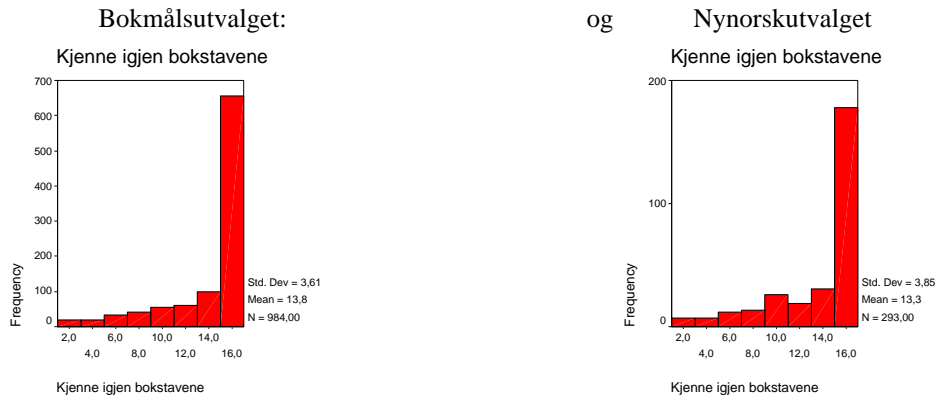 Bokmålsutvalget: og Nynorskutvalget
Kjenne igjen bokstavene
700
600
500
400
300
200
100
0
Frequency
2,0 6,0 10,0 14,0
4,0 8,0 12,0 16,0
Kjenne igjen bokstavene
Std. Dev = 3,61
Mean = 13,8
N = 984,00
Kjenne igjen bokstavene
200
100
0
Frequency
2,0 6,0 10,0 14,0
4,0 8,0 12,0 16,0
Kjenne igjen bokstavene
Std. Dev = 3,85
Mean = 13,3
N = 293,00